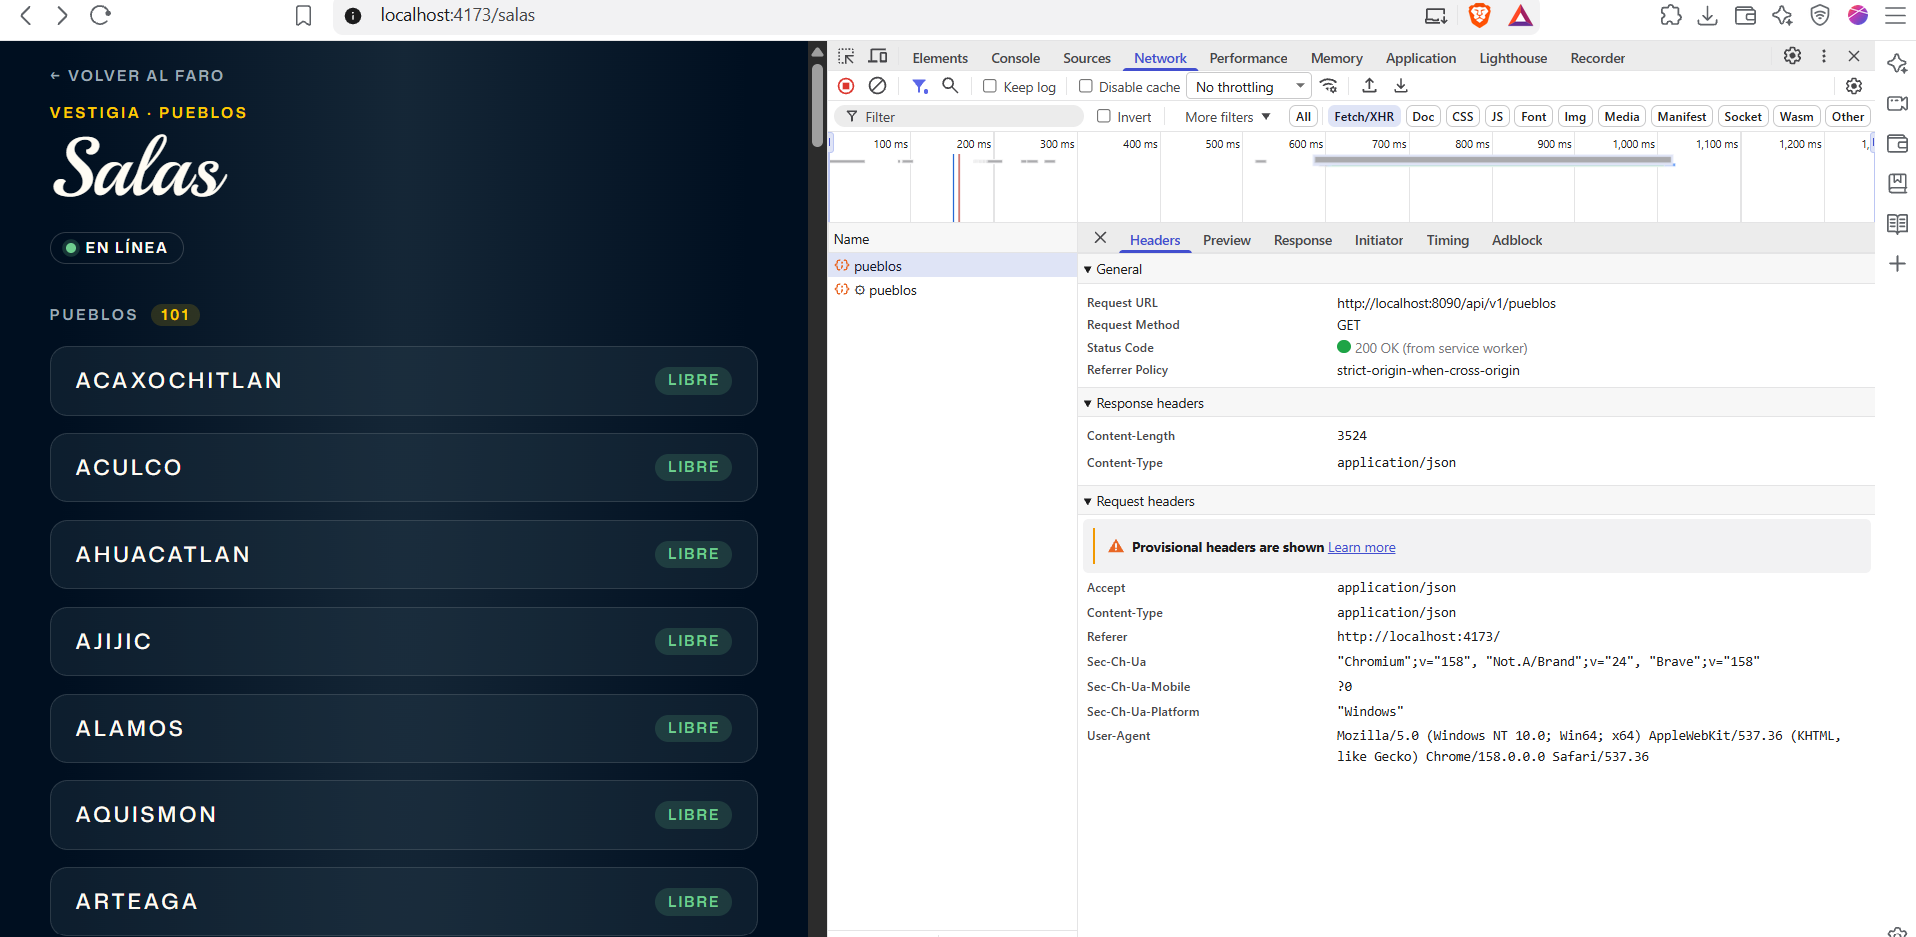 localhost:4173/salas
← VOLVER AL FARO
VESTIGIA · PUEBLOS
Salas
EN LÍNEA
PUEBLOS 101
ACAXOCHITLAN LIBRE
ACULCO LIBRE
AHUACATLAN LIBRE
AJIJIC LIBRE
ALAMOS LIBRE
AQUISMON LIBRE
ARTEAGA LIBRE
Elements Console Sources Network Performance Memory Application Lighthouse Recorder
Keep log Disable cache No throttling
Filter Invert More filters All Fetch/XHR Doc CSS JS Font Img Media Manifest Socket Wasm Other
100 ms 200 ms 300 ms 400 ms 500 ms 600 ms 700 ms 800 ms 900 ms 1,000 ms 1,100 ms 1,200 ms 1,
Name
pueblos
pueblos
Headers Preview Response Initiator Timing Adblock
General
Request URL http://localhost:8090/api/v1/pueblos
Request Method GET
Status Code 200 OK (from service worker)
Referrer Policy strict-origin-when-cross-origin
Response headers
Content-Length 3524
Content-Type application/json
Request headers
Provisional headers are shown Learn more
Accept application/json
Content-Type application/json
Referer http://localhost:4173/
Sec-Ch-Ua "Chromium";v="158", "Not.A/Brand";v="24", "Brave";v="158"
Sec-Ch-Ua-Mobile ?0
Sec-Ch-Ua-Platform "Windows"
User-Agent Mozilla/5.0 (Windows NT 10.0; Win64; x64) AppleWebKit/537.36 (KHTML,
like Gecko) Chrome/158.0.0.0 Safari/537.36